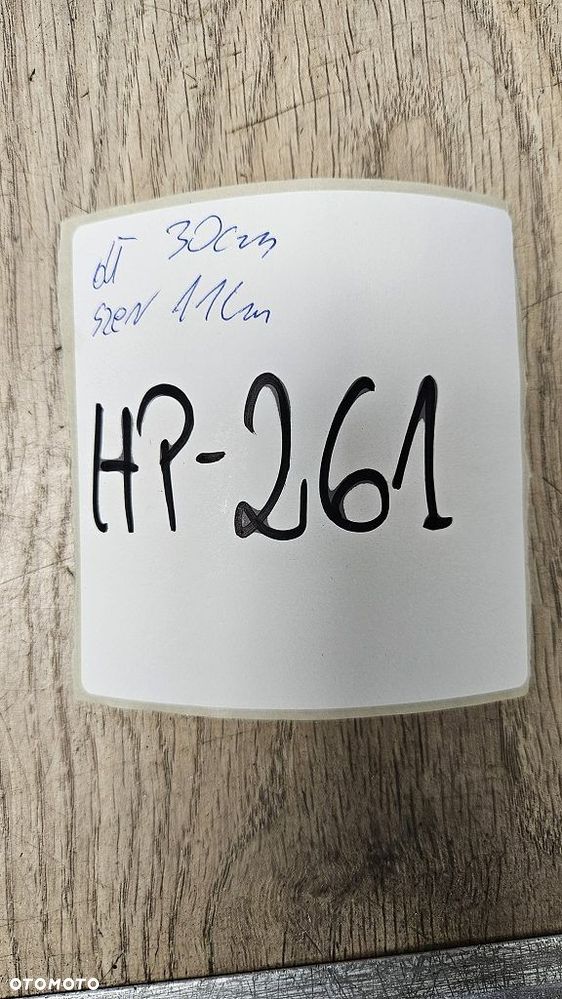 dł 30cm
szer 11cm
HP-261
OTOMOTO